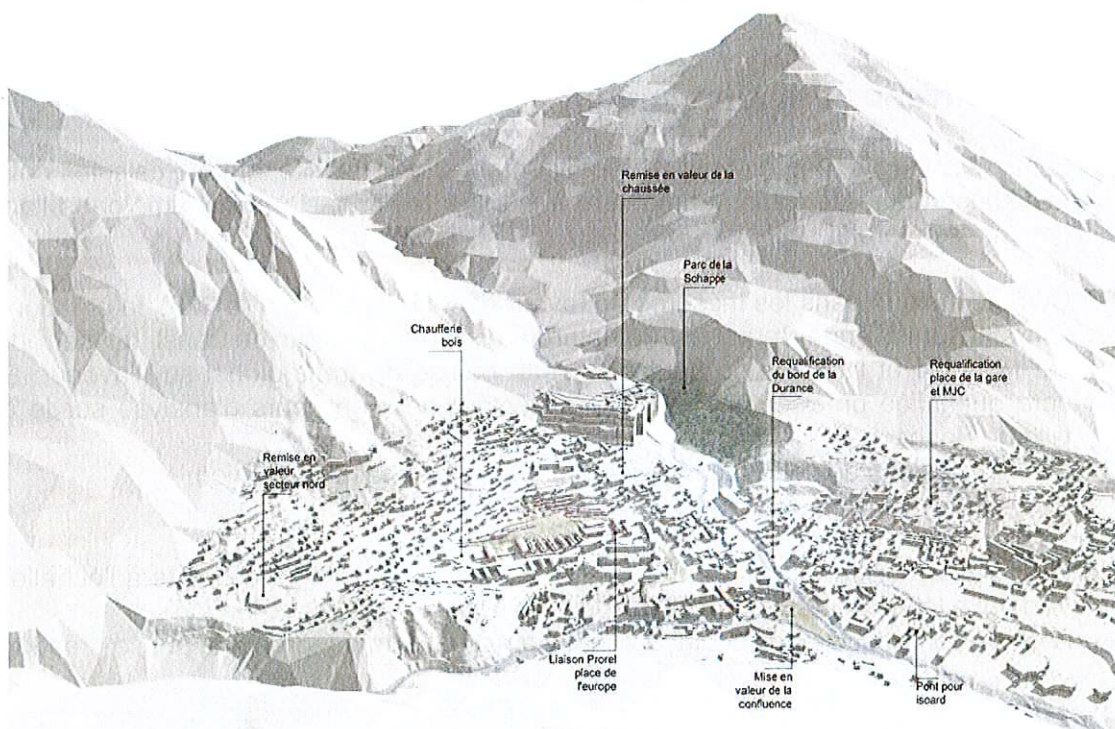 Remise en valeur de la
chaussée
Parc de la
Schappe
Chaufferie
bois
Requalification
du bord de la
Durance
Requalification
place de la gare
et MJC
Remise en
valeur
secteur nord
Liaison Prorel
place de
l'europe
Mise en
valeur de la
confluence
Pont pour
isoard